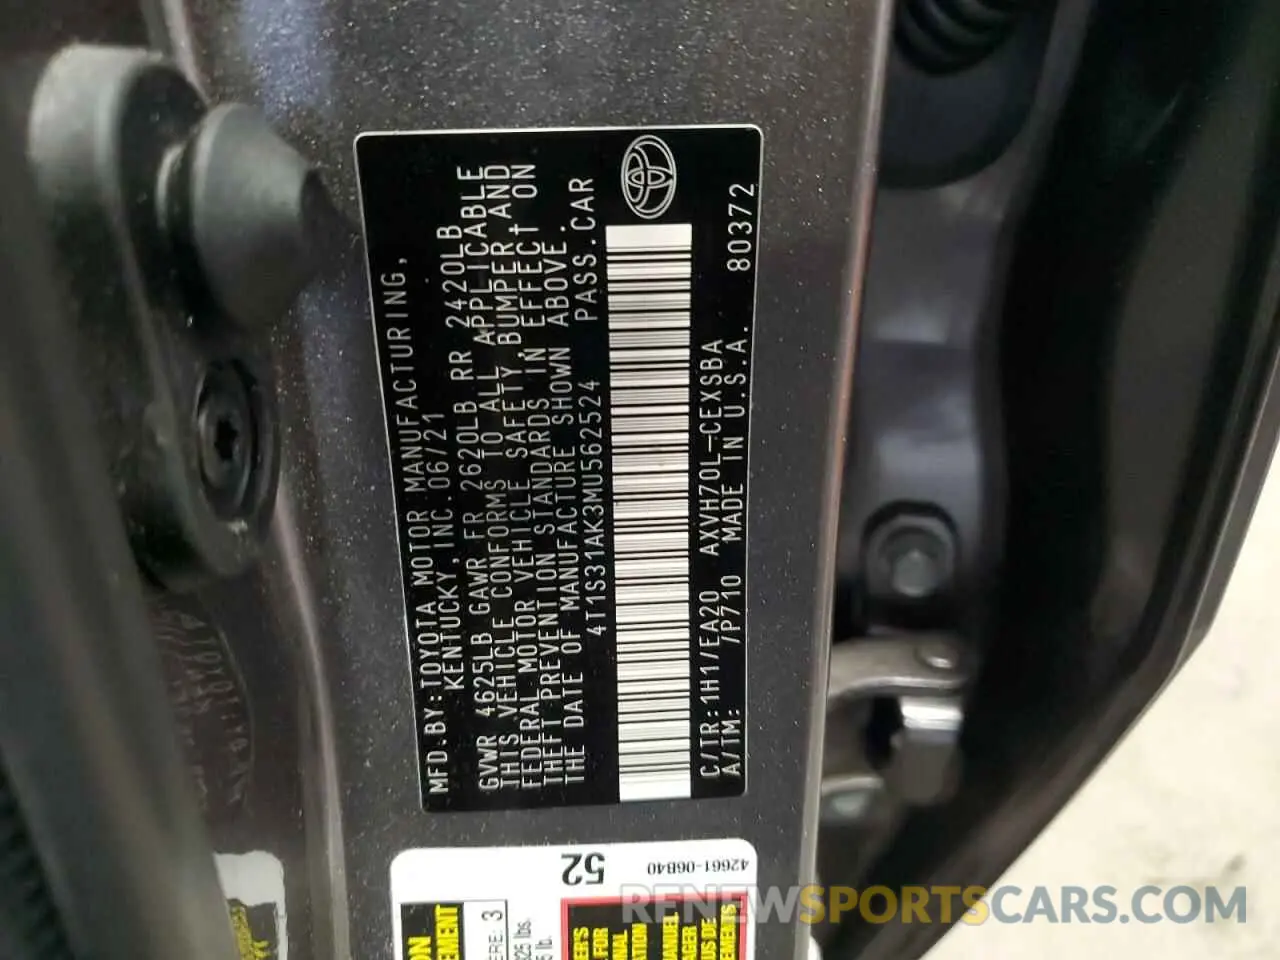 MFD.BY:TOYOTA MOTOR MANUFACTURING,
KENTUCKY,INC.06/21
GVWR 4625LB GAWR FR 2620LB RR 2420LB
THIS VEHICLE CONFORMS TO ALL APPLICABLE
FEDERAL MOTOR VEHICLE SAFETY,BUMPER,AND
THEFT PREVENTION STANDARDS IN EFFECT ON
THE DATE OF MANUFACTURE SHOWN ABOVE.
4T1S31AK3MU562524 PASS.CAR
C/TR:1H1/EA20 AXVH70L-CEXSBA
A/TM: /P710 MADE IN U.S.A. 80372
52
42661-06B40
RENEWSPORTSCARS.COM